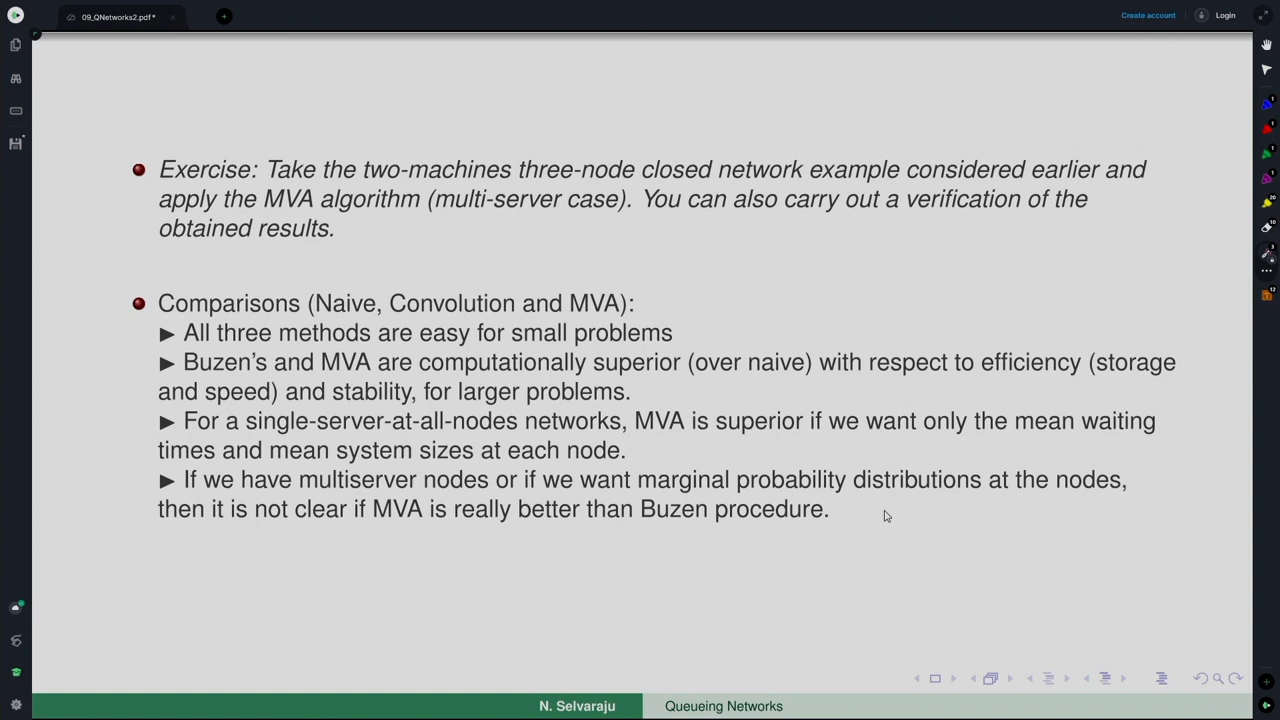 09_QNetworks2.pdf*
Create account
Login
Exercise: Take the two-machines three-node closed network example considered earlier and
apply the MVA algorithm (multi-server case). You can also carry out a verification of the
obtained results.
Comparisons (Naive, Convolution and MVA):
▶ All three methods are easy for small problems
▶ Buzen's and MVA are computationally superior (over naive) with respect to efficiency (storage
and speed) and stability, for larger problems.
▶ For a single-server-at-all-nodes networks, MVA is superior if we want only the mean waiting
times and mean system sizes at each node.
▶ If we have multiserver nodes or if we want marginal probability distributions at the nodes,
then it is not clear if MVA is really better than Buzen procedure.
N. Selvaraju
Queueing Networks